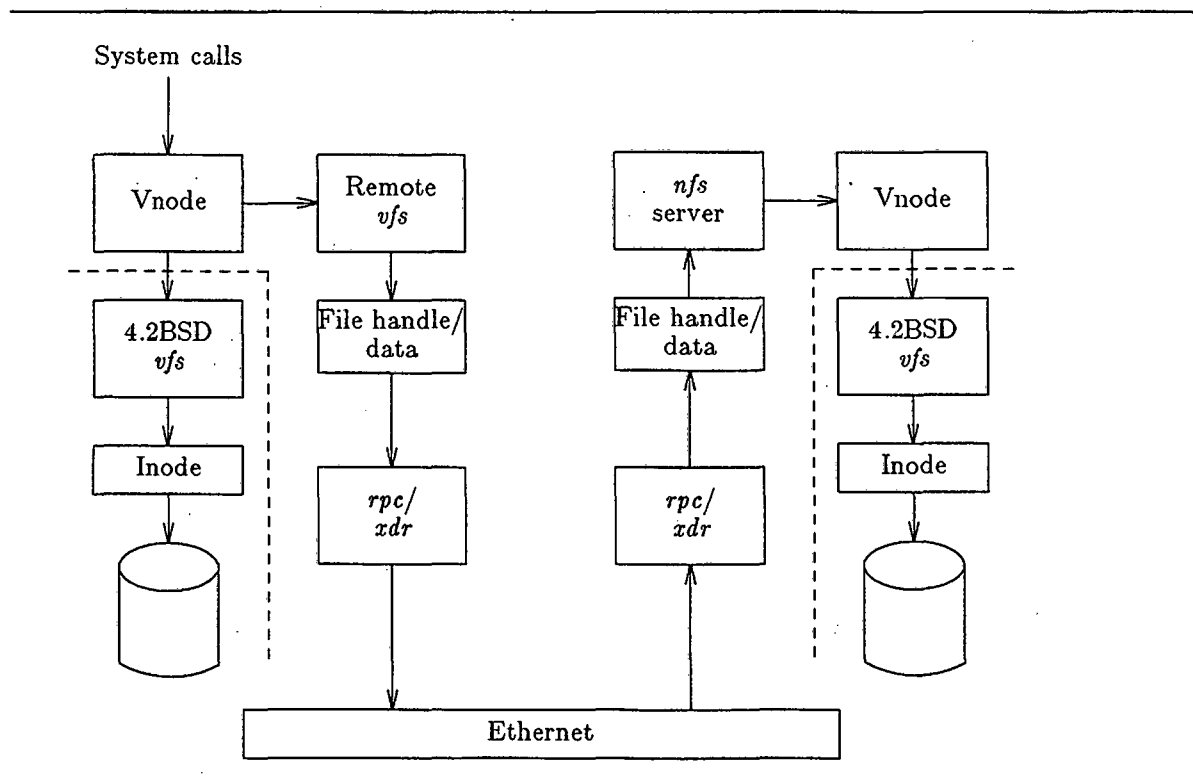 System calls
Vnode
Remote
vfs
nfs
server
Vnode
4.2BSD
vfs
File handle/
data
File handle/
data
4.2BSD
vfs
Inode
rpc/
xdr
rpc/
xdr
Inode
Ethernet